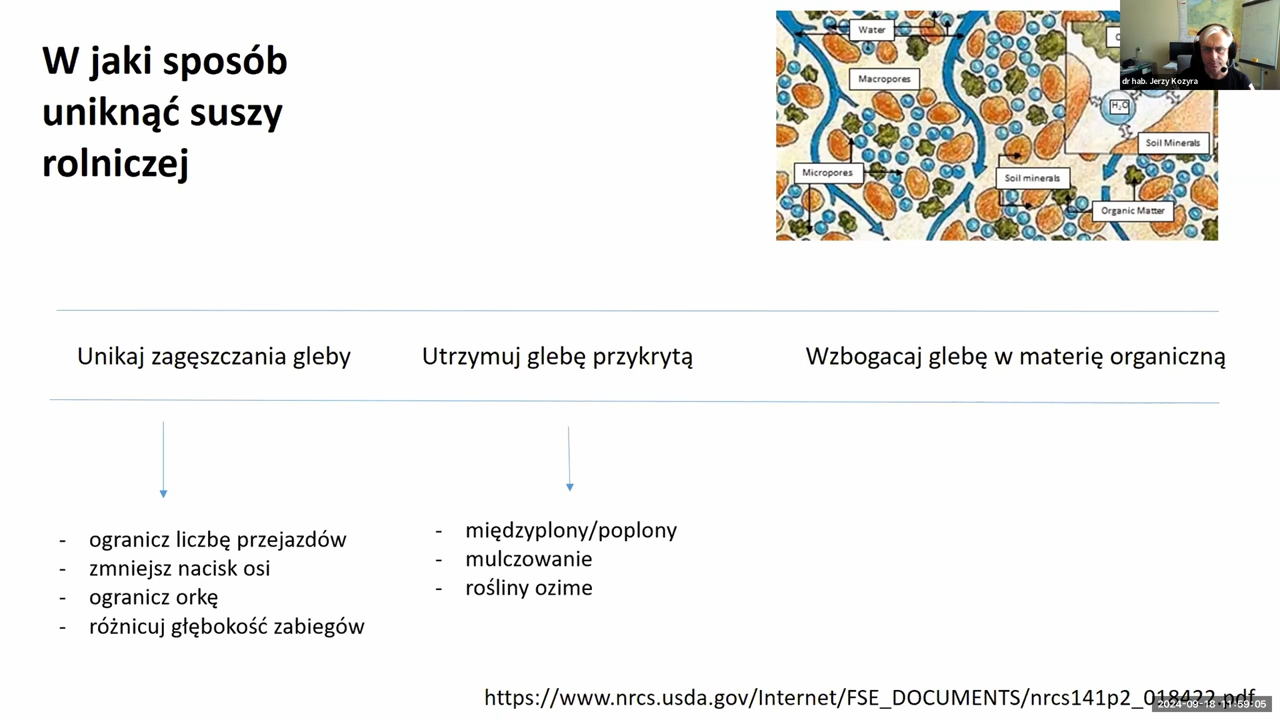 W jaki sposób
uniknąć suszy
rolniczej
Water
Macropores
Micropores
H₂O
Soil Minerals
Soil minerals
Organic Matter
dr hab. Jerzy Kozyra
Unikaj zagęszczania gleby
Utrzymuj glebę przykrytą
Wzbogacaj glebę w materię organiczną
- ogranicz liczbę przejazdów
- zmniejsz nacisk osi
- ogranicz orkę
- różnicuj głębokość zabiegów
- międzyplony/poplony
- mulczowanie
- rośliny ozime
https://www.nrcs.usda.gov/Internet/FSE_DOCUMENTS/nrcs141p2_018422.pdf
2024-09-18 11:59:05